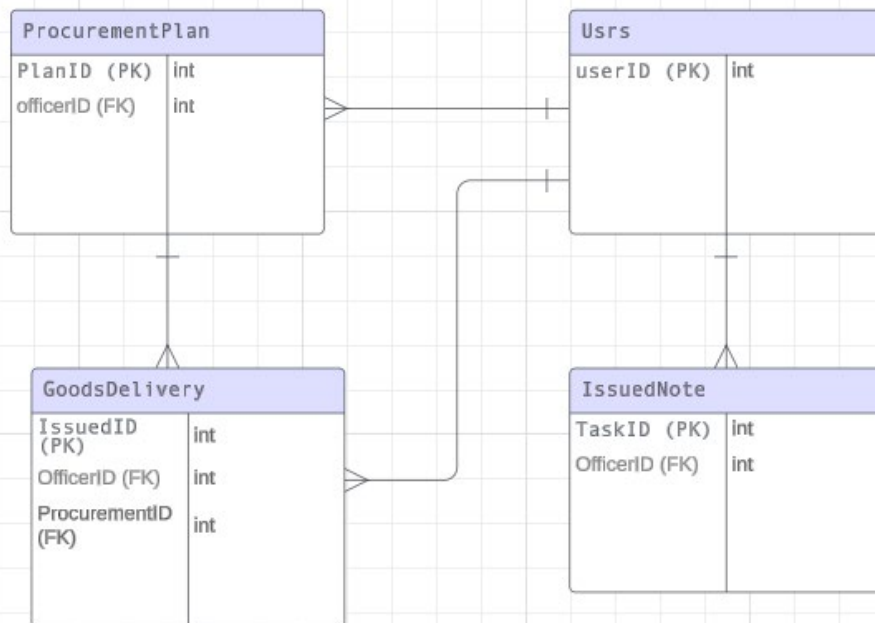 ProcurementPlan
PlanID (PK) int
officerID (FK) int
Usrs
userID (PK) int
GoodsDelivery
IssuedID
(PK) int
OfficerID (FK) int
ProcurementID
(FK) int
IssuedNote
TaskID (PK) int
OfficerID (FK) int